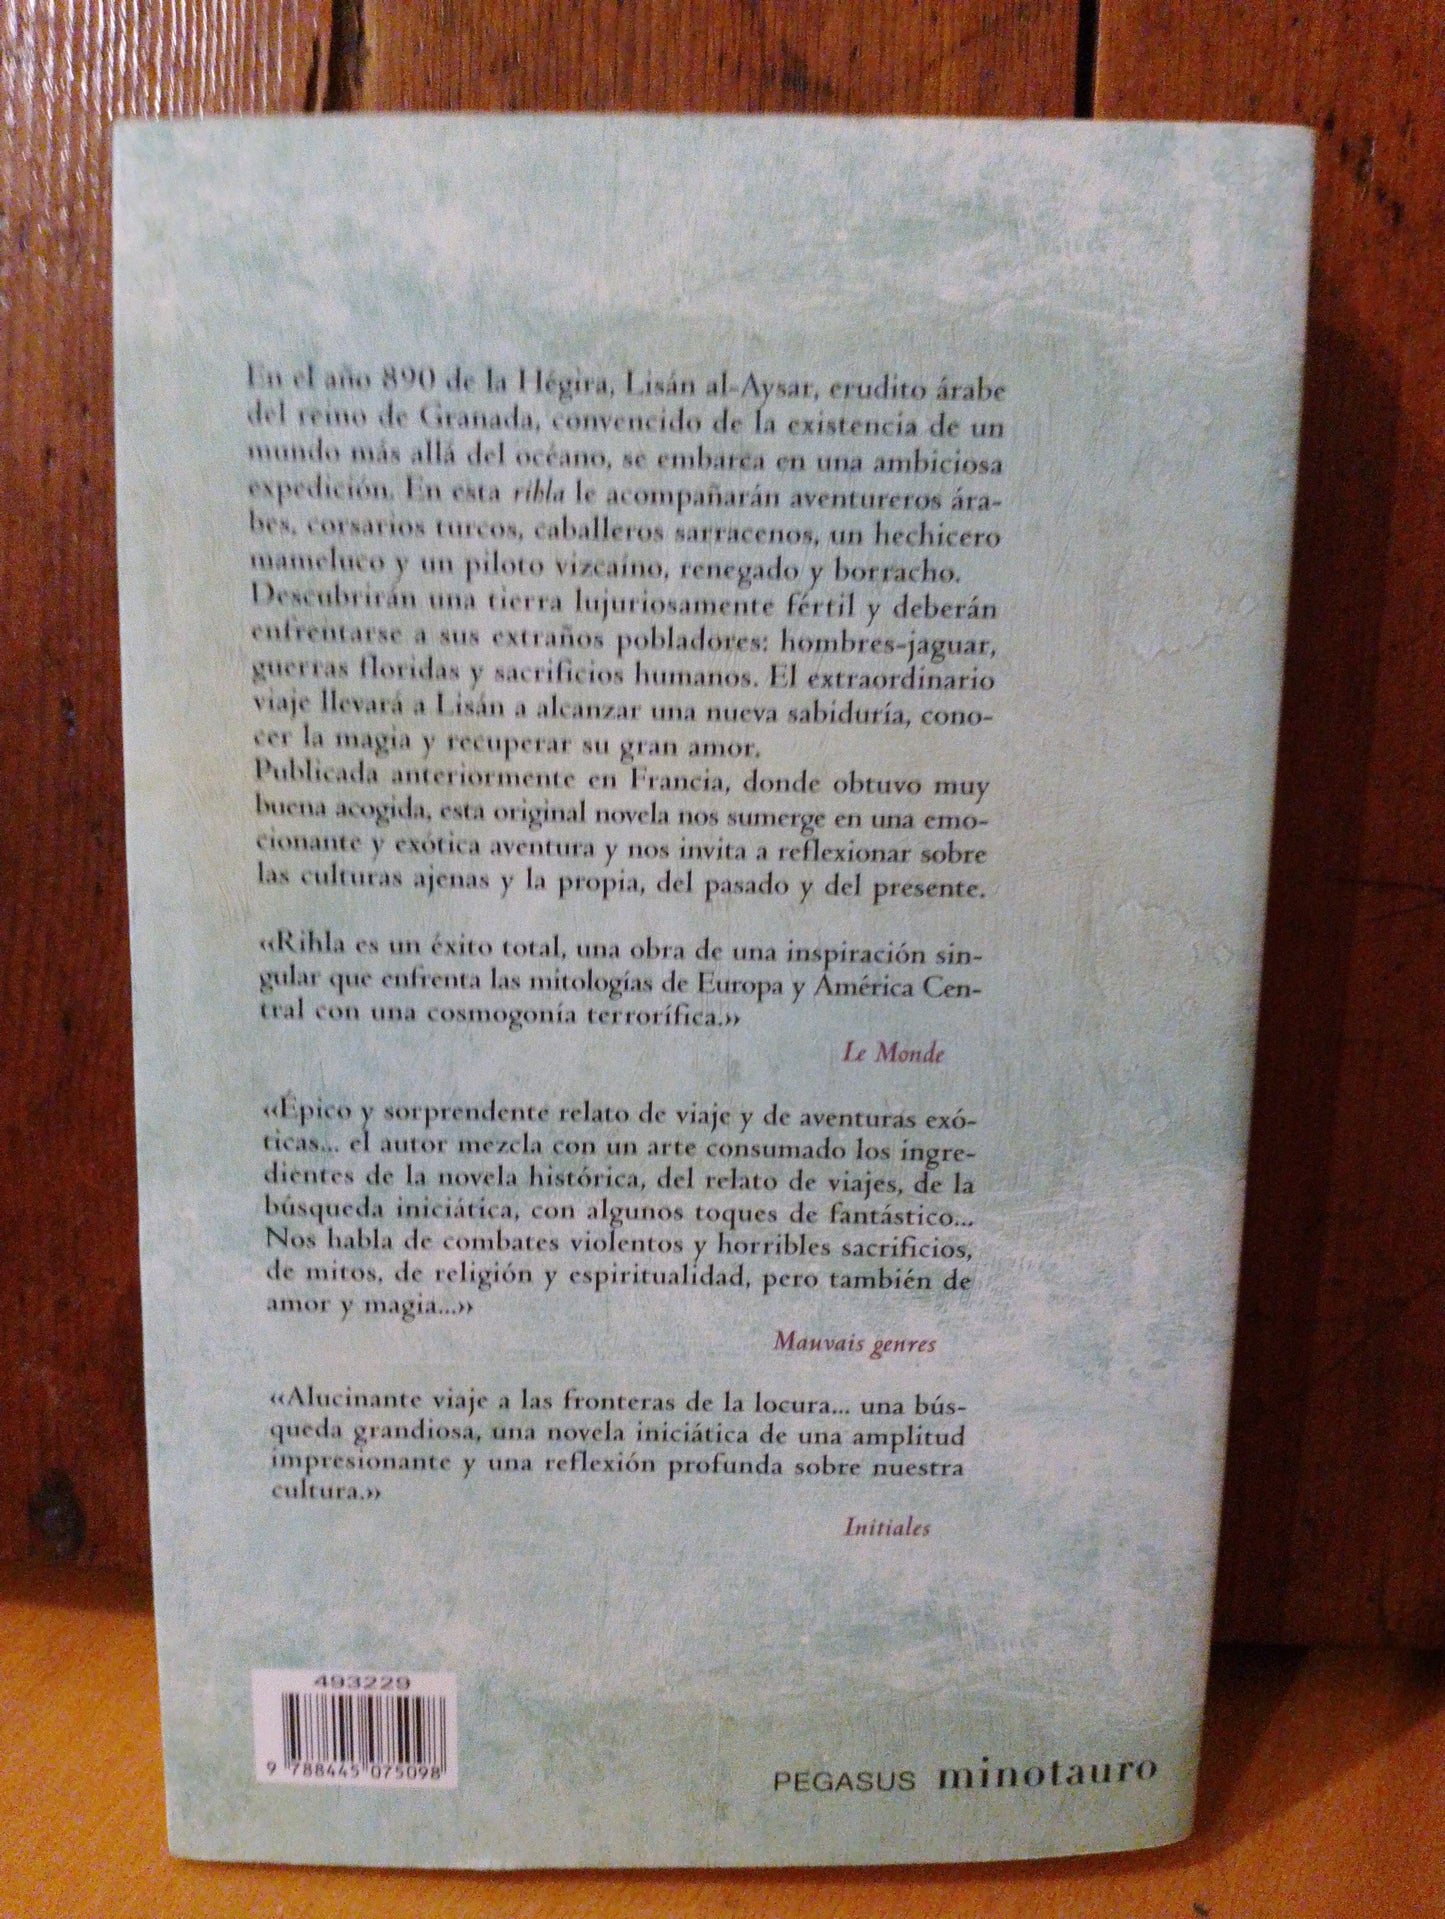 En el año 890 de la Hégira, Lisán al-Aysar, erudito árabe
del reino de Granada, convencido de la existencia de un
mundo más allá del océano, se embarca en una ambiciosa
expedición. En esta rihla le acompañarán aventureros ára-
bes, corsarios turcos, caballeros sarracenos, un hechicero
mameluco y un piloto vizcaíno, renegado y borracho.
Descubrirán una tierra lujuriosamente fértil y deberán
enfrentarse a sus extraños pobladores: hombres-jaguar,
guerras floridas y sacrificios humanos. El extraordinario
viaje llevará a Lisán a alcanzar una nueva sabiduría, cono-
cer la magia y recuperar su gran amor.
Publicada anteriormente en Francia, donde obtuvo muy
buena acogida, esta original novela nos sumerge en una emo-
cionante y exótica aventura y nos invita a reflexionar sobre
las culturas ajenas y la propia, del pasado y del presente.
«Rihla es un éxito total, una obra de una inspiración sin-
gular que enfrenta las mitologías de Europa y América Cen-
tral con una cosmogonía terrorífica.»
Le Monde
«Épico y sorprendente relato de viaje y de aventuras exó-
ticas... el autor mezcla con un arte consumado los ingre-
dientes de la novela histórica, del relato de viajes, de la
búsqueda iniciática, con algunos toques de fantástico...
Nos habla de combates violentos y horribles sacrificios,
de mitos, de religión y espiritualidad, pero también de
amor y magia...»
Mauvais genres
«Alucinante viaje a las fronteras de la locura... una bús-
queda grandiosa, una novela iniciática de una amplitud
impresionante y una reflexión profunda sobre nuestra
cultura.»
Initiales
493229
9 788445 075098
PEGASUS minotauro